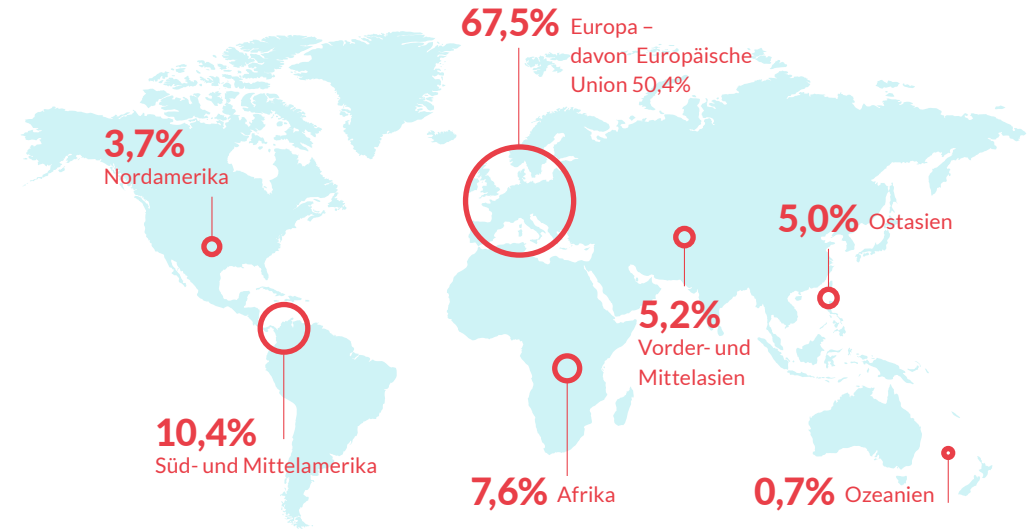 67,5% Europa –
davon Europäische
Union 50,4%
3,7%
Nordamerika
5,0% Ostasien
5,2%
Vorder- und
Mittelasien
10,4%
Süd- und Mittelamerika
7,6% Afrika
0,7% Ozeanien